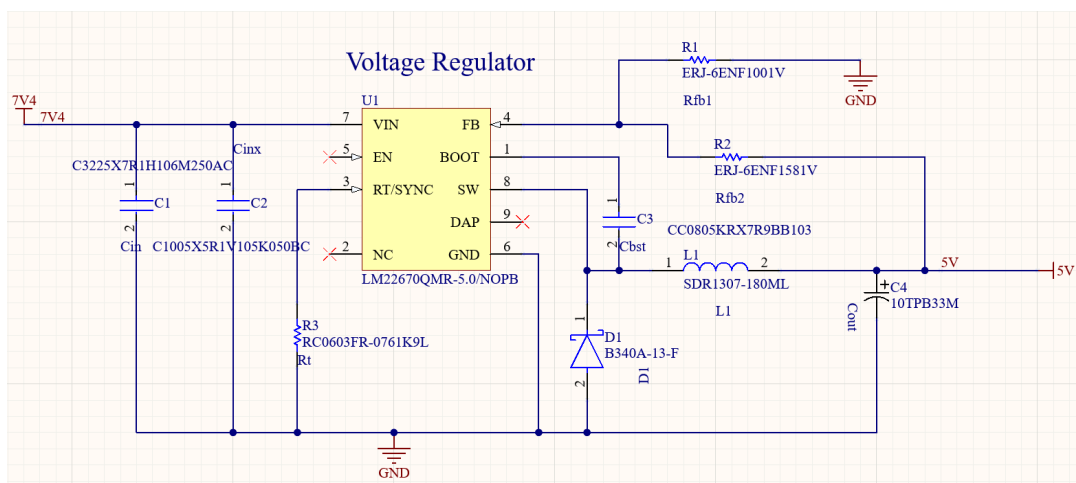 Voltage Regulator
R1
ERJ-6ENF1001V
Rfb1
GND
7V4
7V4
U1
7 VIN
FB 4
5 EN
BOOT 1
3 RT/SYNC
SW 8
DAP 9
2 NC
GND 6
LM22670QMR-5.0/NOPB
Cinx
C3225X7R1H106M250AC
1
C1
2
Cin
1
C2
2
C1005X5R1V105K050BC
R2
ERJ-6ENF1581V
Rfb2
1
C3
CC0805KRX7R9BB103
2
Cbst
L1
1 2
SDR1307-180ML
L1
5V
5V
C4
10TPB33M
Cout
R3
RC0603FR-0761K9L
Rt
1
D1
B340A-13-F
2
D1
GND